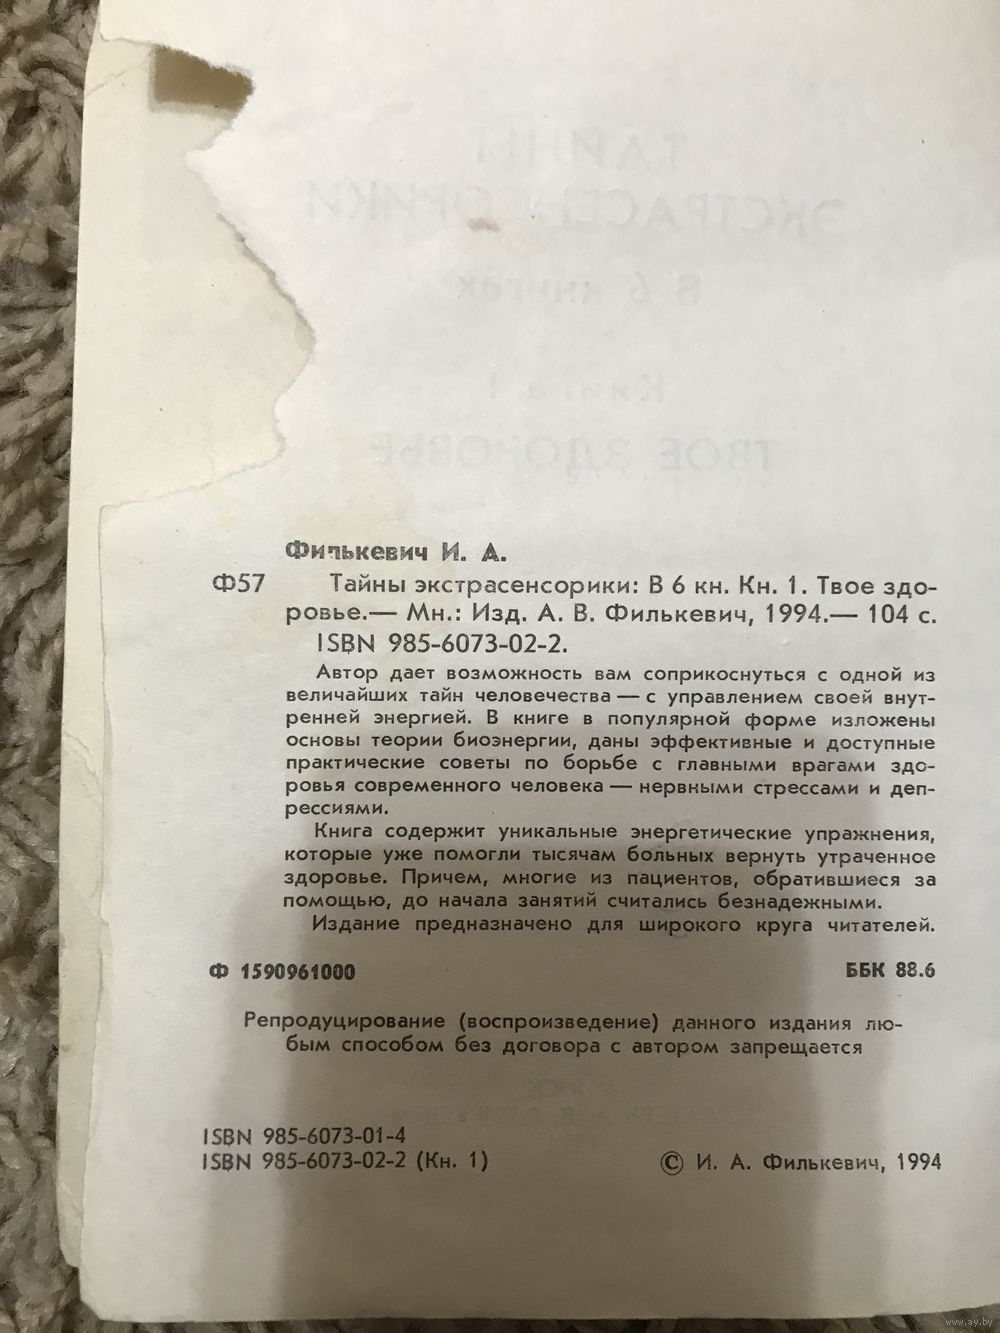 Филькевич И. А.
Ф57 Тайны экстрасенсорики: В 6 кн. Кн. 1. Твое здо-
ровье.— Мн.: Изд. А. В. Филькевич, 1994.— 104 с.
ISBN 985-6073-02-2.
Автор дает возможность вам соприкоснуться с одной из
величайших тайн человечества — с управлением своей внут-
ренней энергией. В книге в популярной форме изложены
основы теории биоэнергии, даны эффективные и доступные
практические советы по борьбе с главными врагами здо-
ровья современного человека — нервными стрессами и деп-
рессиями.
Книга содержит уникальные энергетические упражнения,
которые уже помогли тысячам больных вернуть утраченное
здоровье. Причем, многие из пациентов, обратившиеся за
помощью, до начала занятий считались безнадежными.
Издание предназначено для широкого круга читателей.
Ф 1590961000 ББК 88.6
Репродуцирование (воспроизведение) данного издания лю-
бым способом без договора с автором запрещается
ISBN 985-6073-01-4
ISBN 985-6073-02-2 (Кн. 1) © И. А. Филькевич, 1994
www.ay.by